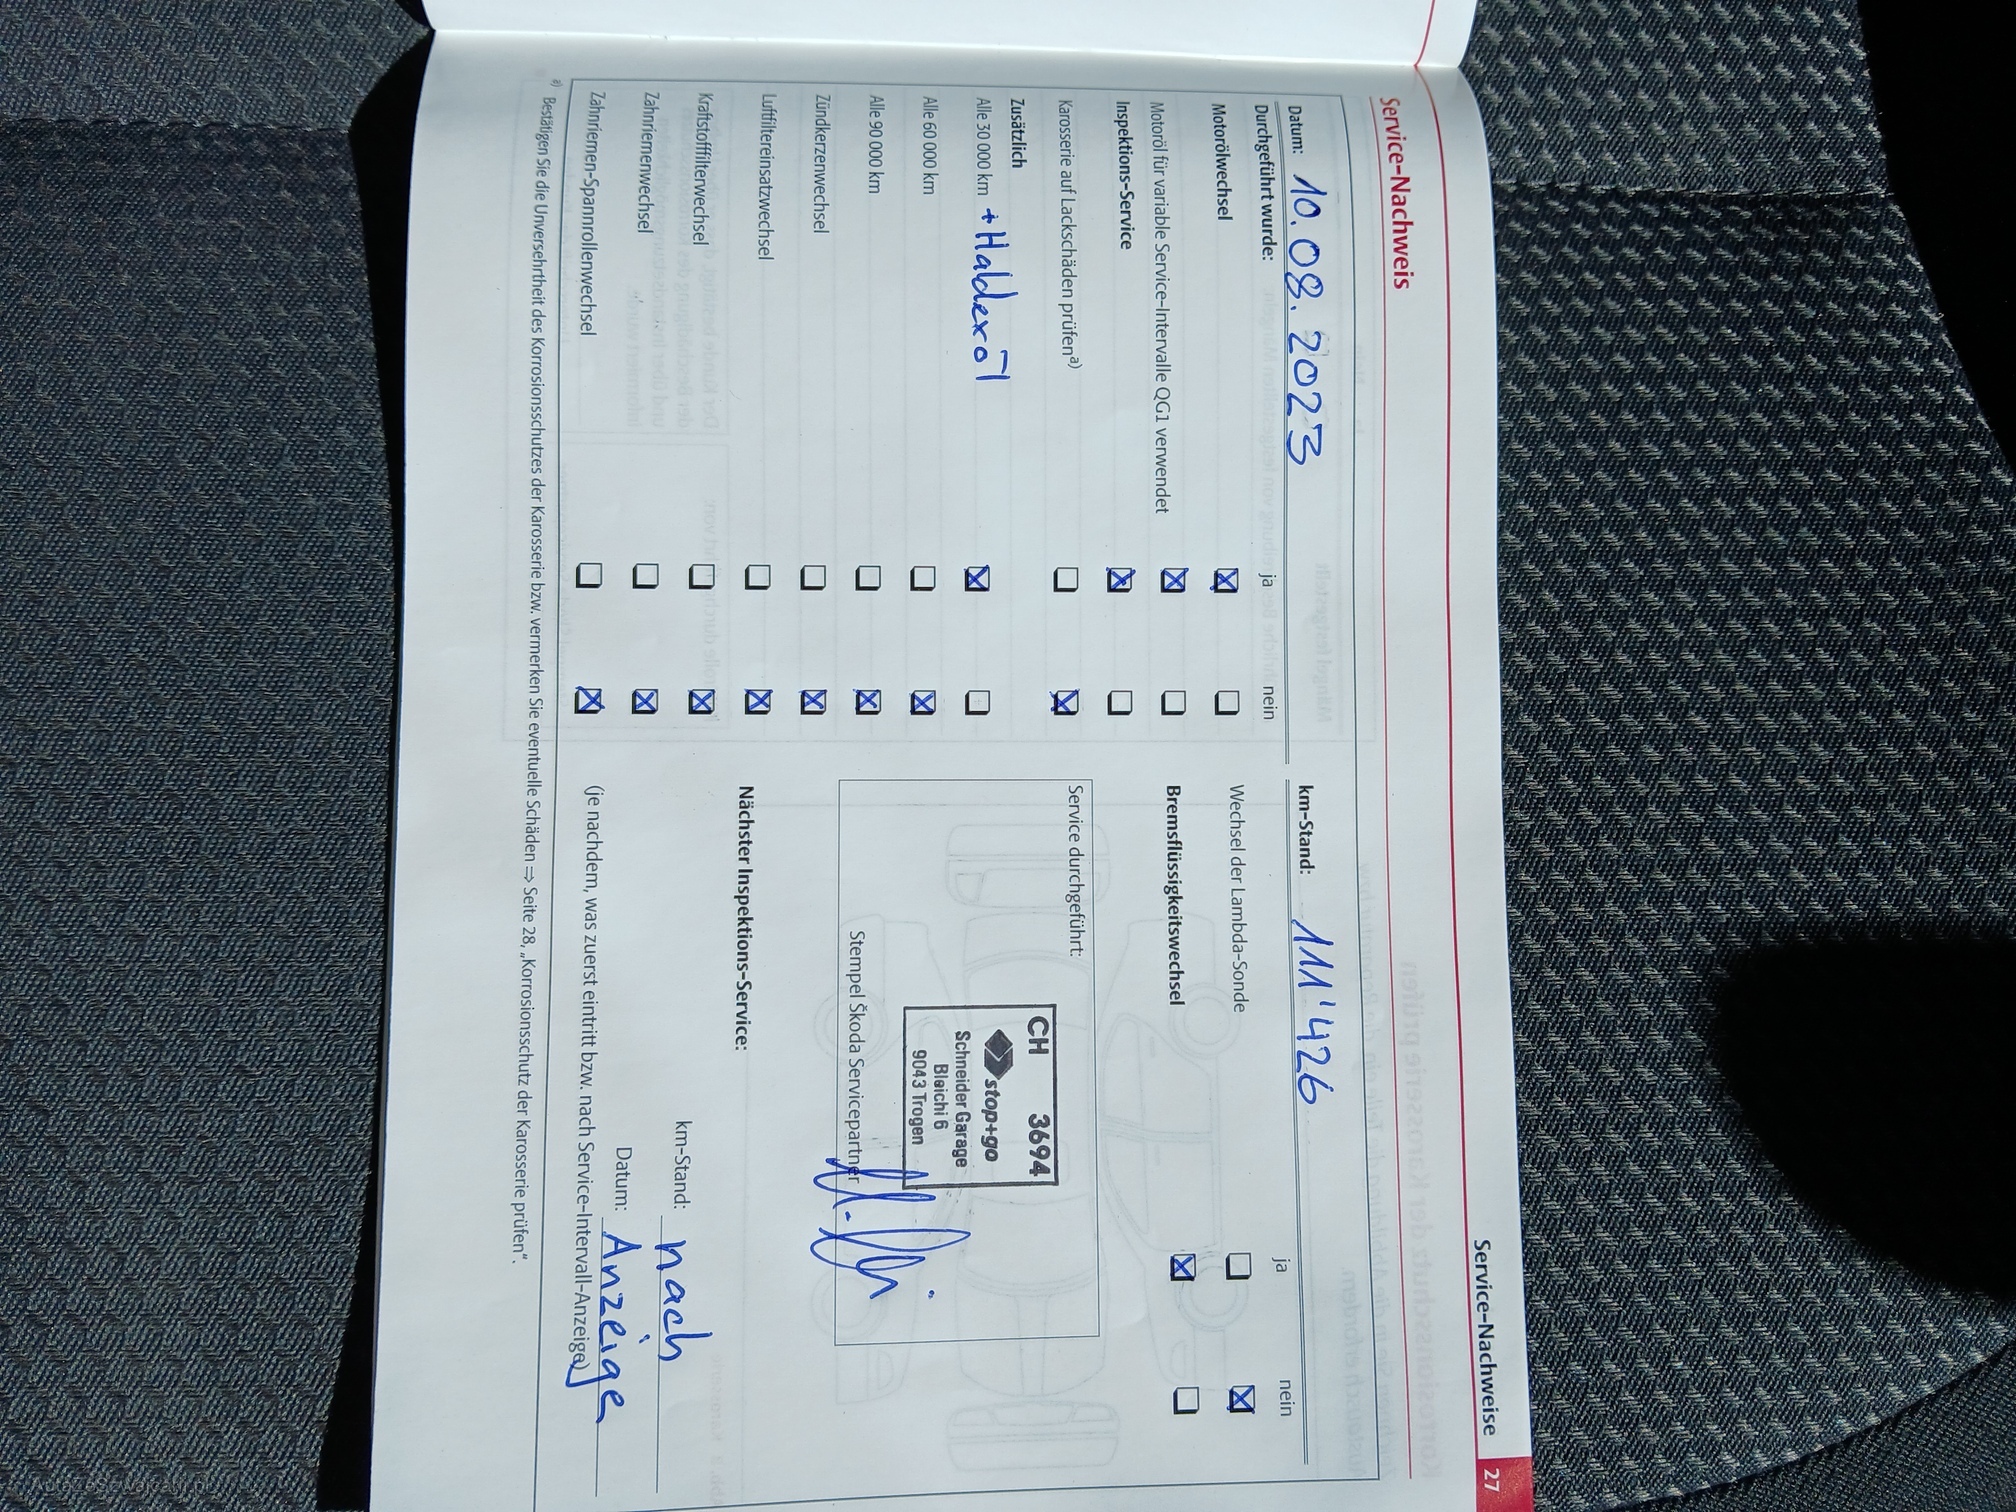 Service-Nachweise 27
Service-Nachweis
Datum: 10.08.2023
km-Stand: 111'426
Durchgeführt wurde: ja nein
ja nein
Motorölwechsel
Wechsel der Lambda-Sonde
Motoröl für variable Service-Intervalle QG1 verwendet
Bremsflüssigkeitswechsel
Inspektions-Service
Karosserie auf Lackschäden prüfen a)
Zusätzlich
Alle 30 000 km + Haldexöl
Alle 60 000 km
Alle 90 000 km
Zündkerzenwechsel
Luftfiltereinsatzwechsel
Kraftstofffilterwechsel
Zahnriemenwechsel
Zahnriemen-Spannrollenwechsel
Service durchgeführt:
CH 3694
stop+go
Schneider Garage
Bleichi 6
9043 Trogen
Stempel Škoda Servicepartner
Nächster Inspektions-Service:
km-Stand: nach
Datum: Anzeige
(je nachdem, was zuerst eintritt bzw. nach Service-Intervall-Anzeige)
a) Bestätigen Sie die Unversehrtheit des Korrosionsschutzes der Karosserie bzw. vermerken Sie eventuelle Schäden ⇒ Seite 28, „Korrosionsschutz der Karosserie prüfen“.